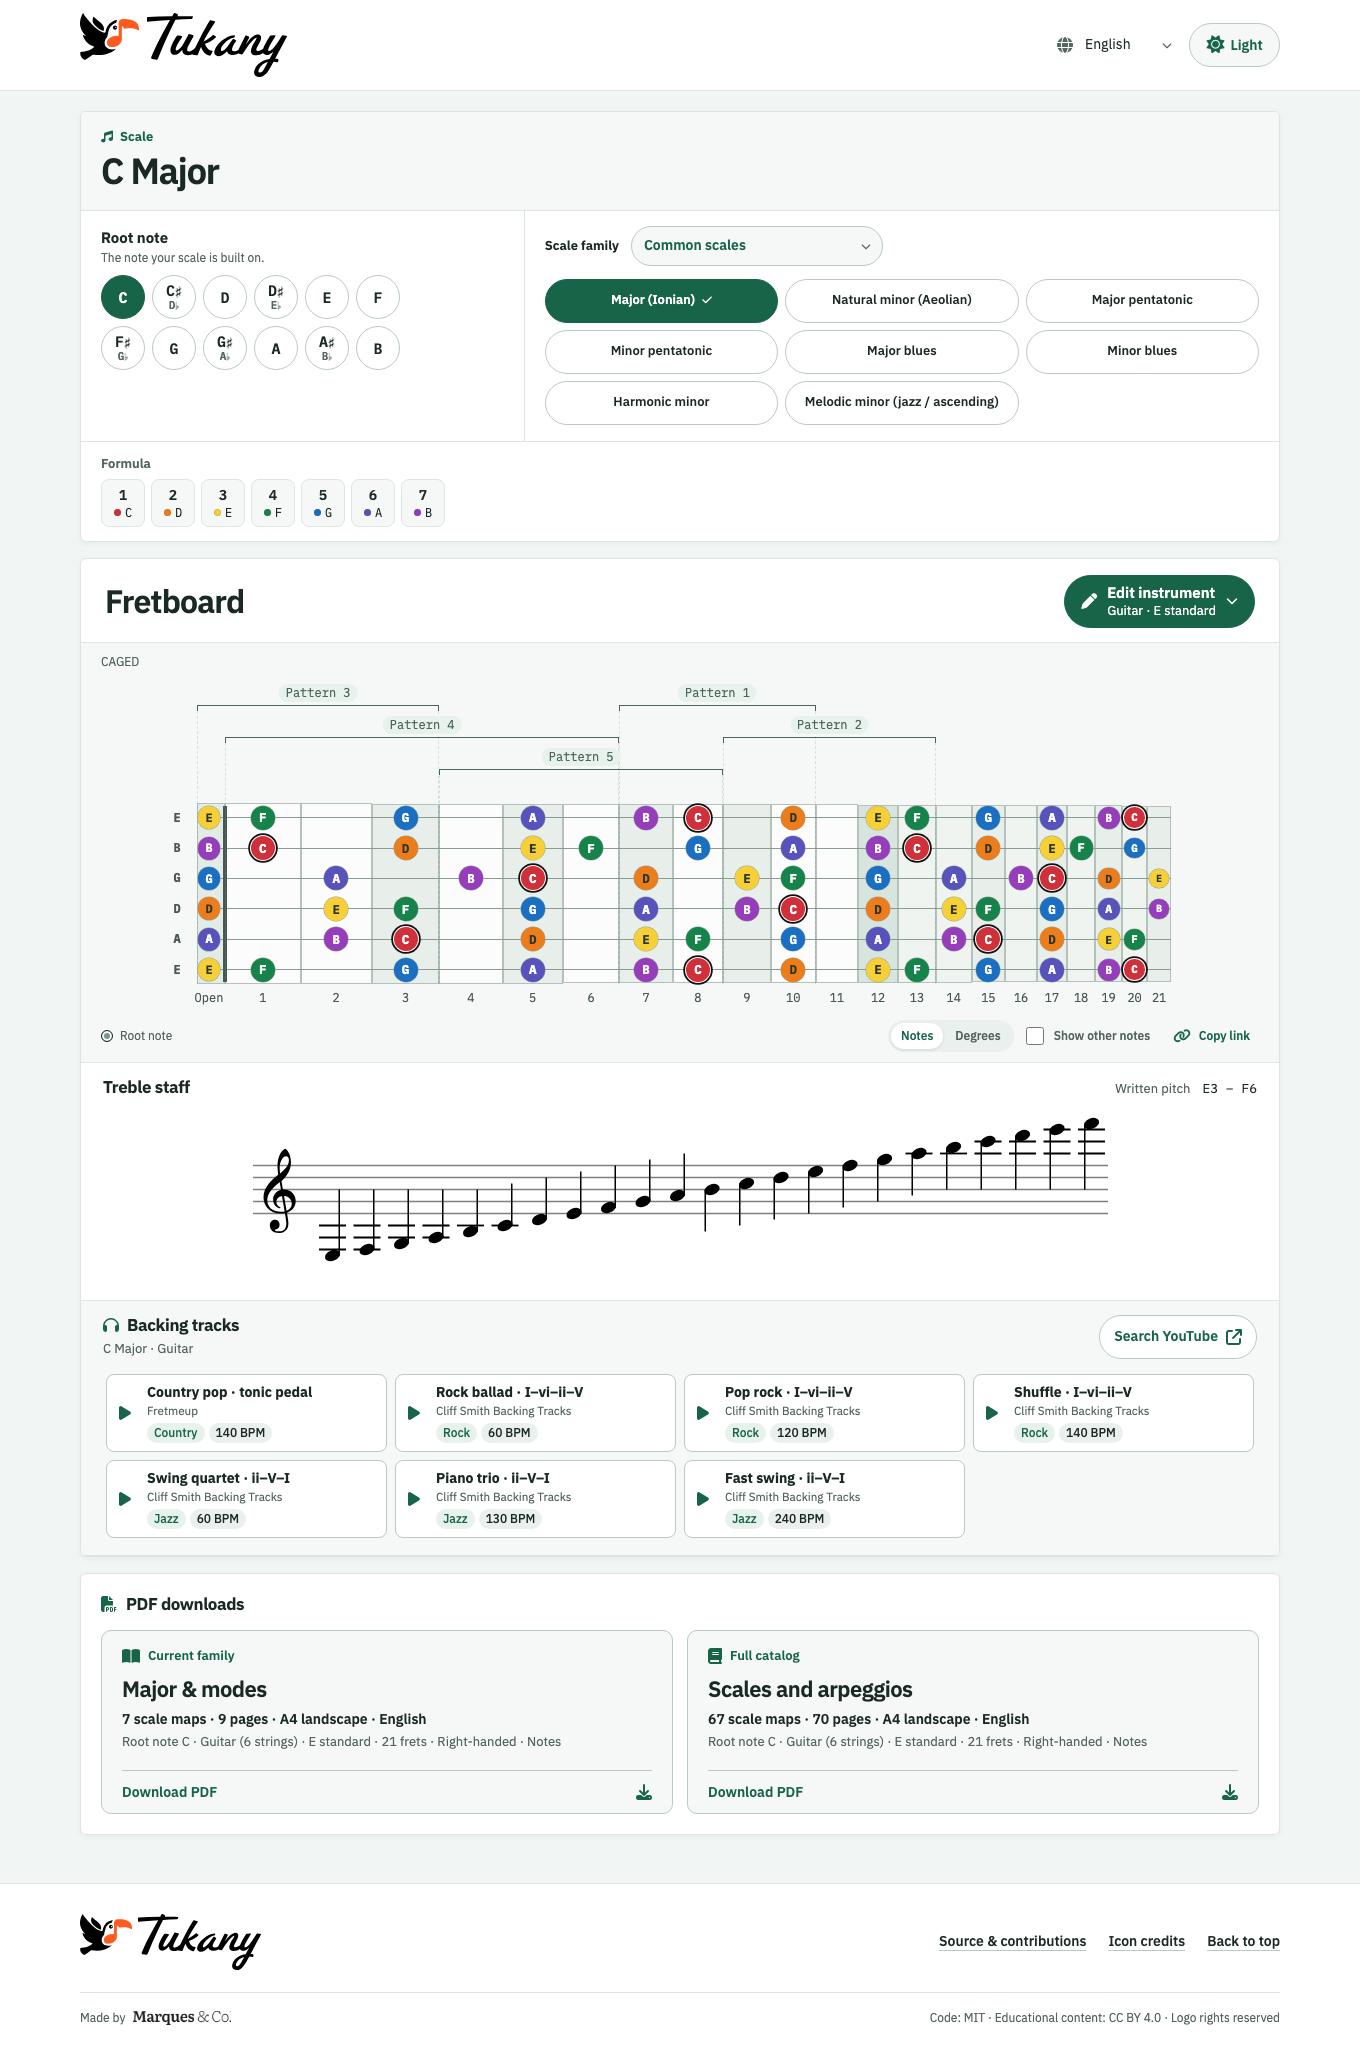 Tukany
English
Light
Scale
C Major
Root note
The note your scale is built on.
C
C♯
D♭
D
D♯
E♭
E
F
F♯
G♭
G
G♯
A♭
A
A♯
B♭
B
Scale family
Common scales
Major (Ionian)
Natural minor (Aeolian)
Major pentatonic
Minor pentatonic
Major blues
Minor blues
Harmonic minor
Melodic minor (jazz / ascending)
Formula
1 2 3 4 5 6 7
C D E F G A B
Fretboard
Edit instrument
Guitar · E standard
CAGED
Pattern 3
Pattern 1
Pattern 4
Pattern 2
Pattern 5
E E F G A B C D E F G A B C
B B C D E F G A B C D E F G
G G A B C D E F G A B C D E
D D E F G A B C D E F G A B
A A B C D E F G A B C D E F
E E F G A B C D E F G A B C
Open 1 2 3 4 5 6 7 8 9 10 11 12 13 14 15 16 17 18 19 20 21
Root note
Notes
Degrees
Show other notes
Copy link
Treble staff
Written pitch E3 – F6
Backing tracks
C Major · Guitar
Search YouTube
Country pop · tonic pedal
Fretmeup
Country 140 BPM
Rock ballad · I–vi–ii–V
Cliff Smith Backing Tracks
Rock 60 BPM
Pop rock · I–vi–ii–V
Cliff Smith Backing Tracks
Rock 120 BPM
Shuffle · I–vi–ii–V
Cliff Smith Backing Tracks
Rock 140 BPM
Swing quartet · ii–V–I
Cliff Smith Backing Tracks
Jazz 60 BPM
Piano trio · ii–V–I
Cliff Smith Backing Tracks
Jazz 130 BPM
Fast swing · ii–V–I
Cliff Smith Backing Tracks
Jazz 240 BPM
PDF downloads
Current family
Major & modes
7 scale maps · 9 pages · A4 landscape · English
Root note C · Guitar (6 strings) · E standard · 21 frets · Right-handed · Notes
Download PDF
Full catalog
Scales and arpeggios
67 scale maps · 70 pages · A4 landscape · English
Root note C · Guitar (6 strings) · E standard · 21 frets · Right-handed · Notes
Download PDF
Tukany
Source & contributions
Icon credits
Back to top
Made by Marques & Co.
Code: MIT · Educational content: CC BY 4.0 · Logo rights reserved